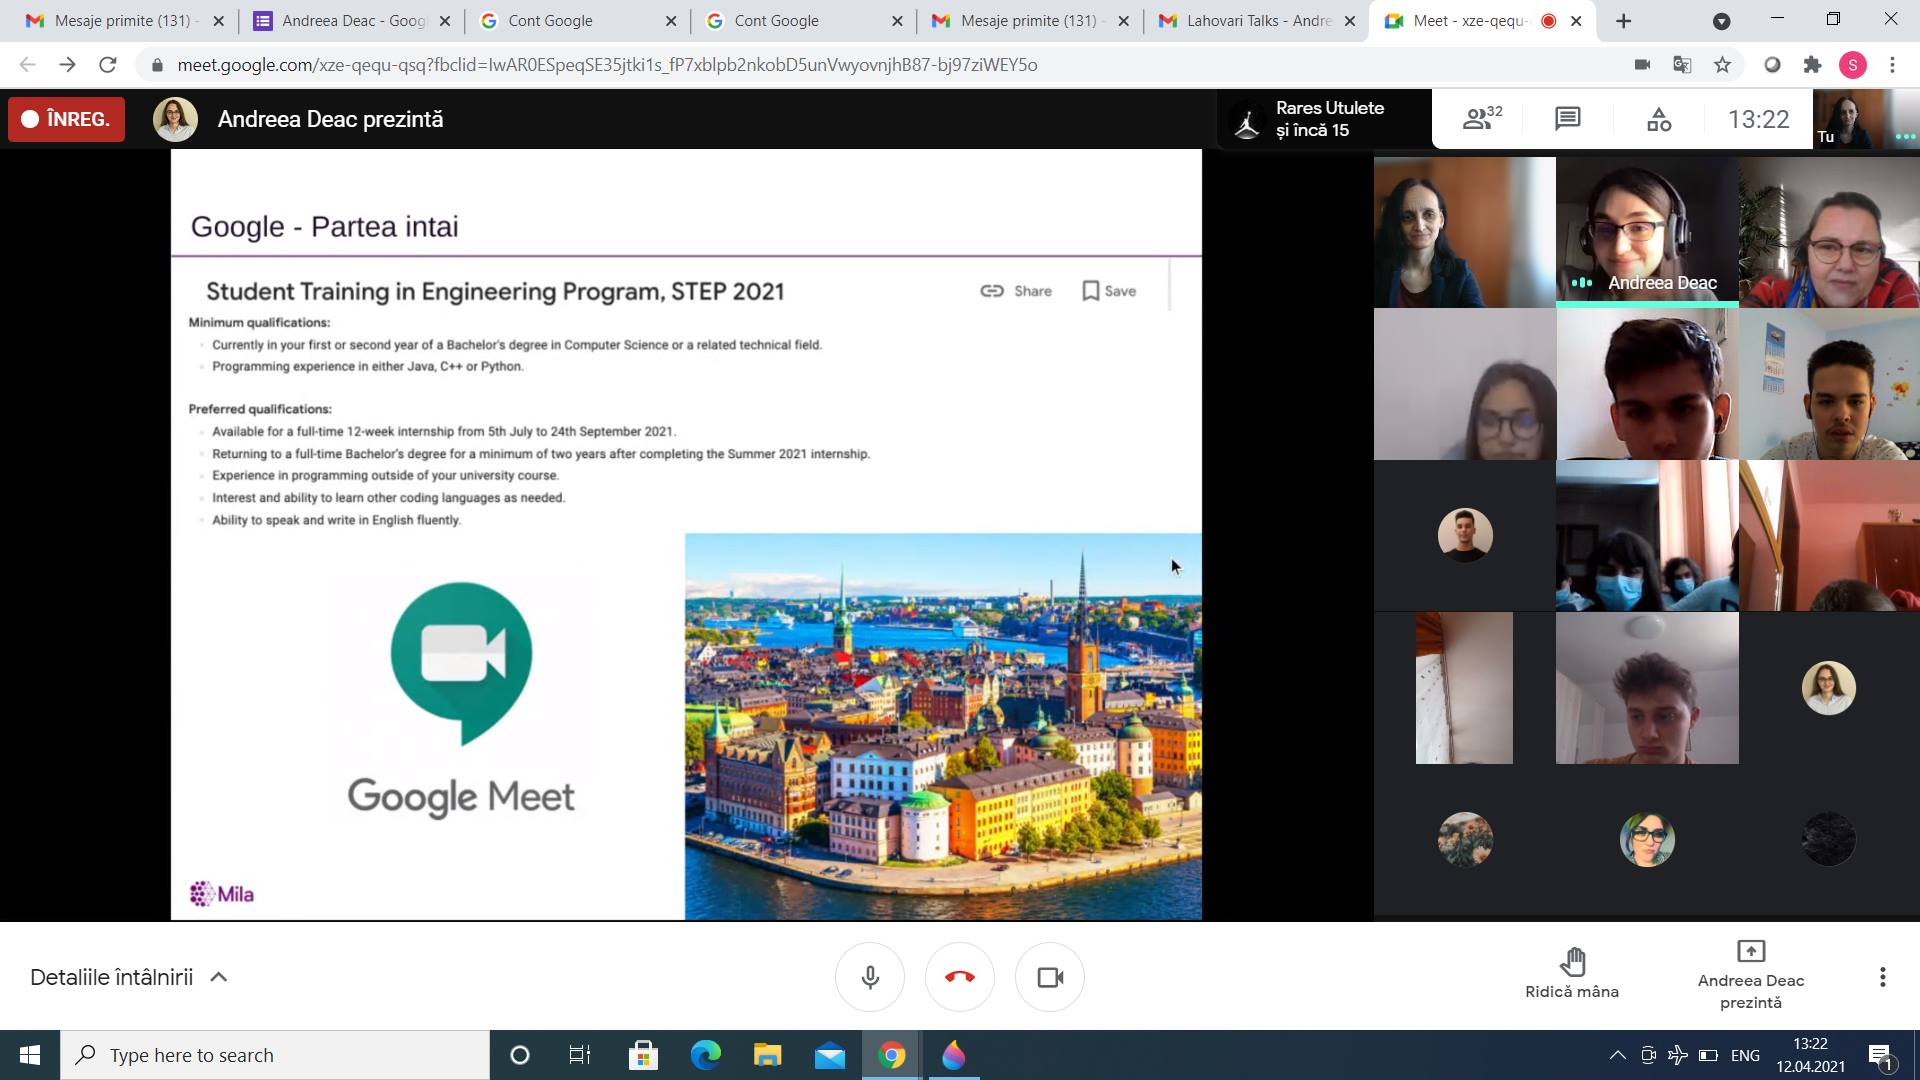 Mesaje primite (131) -
Andreea Deac - Goog
Cont Google
Cont Google
Mesaje primite (131) -
Lahovari Talks - Andre
Meet - xze-qequ-
meet.google.com/xze-qequ-qsq?fbclid=IwAR0ESpeqSE35jtki1s_fP7xblpb2nkobD5unVwyovnjhB87-bj97ziWEY5o
S
ÎNREG.
Andreea Deac prezintă
Rares Utulete
și încă 15
32
13:22
Tu
Google - Partea intai
Student Training in Engineering Program, STEP 2021
Share
Save
Minimum qualifications:
Currently in your first or second year of a Bachelor's degree in Computer Science or a related technical field.
Programming experience in either Java, C++ or Python.
Preferred qualifications:
Available for a full-time 12-week internship from 5th July to 24th September 2021.
Returning to a full-time Bachelor's degree for a minimum of two years after completing the Summer 2021 internship.
Experience in programming outside of your university course.
Interest and ability to learn other coding languages as needed.
Ability to speak and write in English fluently.
Google Meet
Mila
Andreea Deac
Detaliile întâlnirii
Ridică mâna
Andreea Deac
prezintă
Type here to search
ENG
13:22
12.04.2021
1